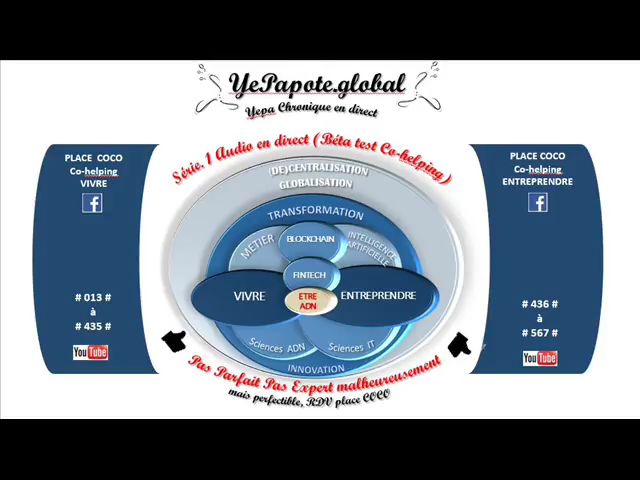 YePapote.global
Yepa Chronique en direct
Série, 1 Audio en direct (Béta test Co-helping)
PLACE COCO
Co-helping
VIVRE
f
# 013 #
à
# 435 #
YouTube
(DE)CENTRALISATION
GLOBALISATION
TRANSFORMATION
METIER
BLOCKCHAIN
INTELLIGENCE
ARTIFICIELLE
FINTECH
VIVRE
ETRE
ADN
ENTREPRENDRE
Sciences ADN
Sciences IT
INNOVATION
PLACE COCO
Co-helping
ENTREPRENDRE
f
# 436 #
à
# 567 #
YouTube
Pas Parfait Pas Expert malheureusement
mais perfectible, RDV place COCO